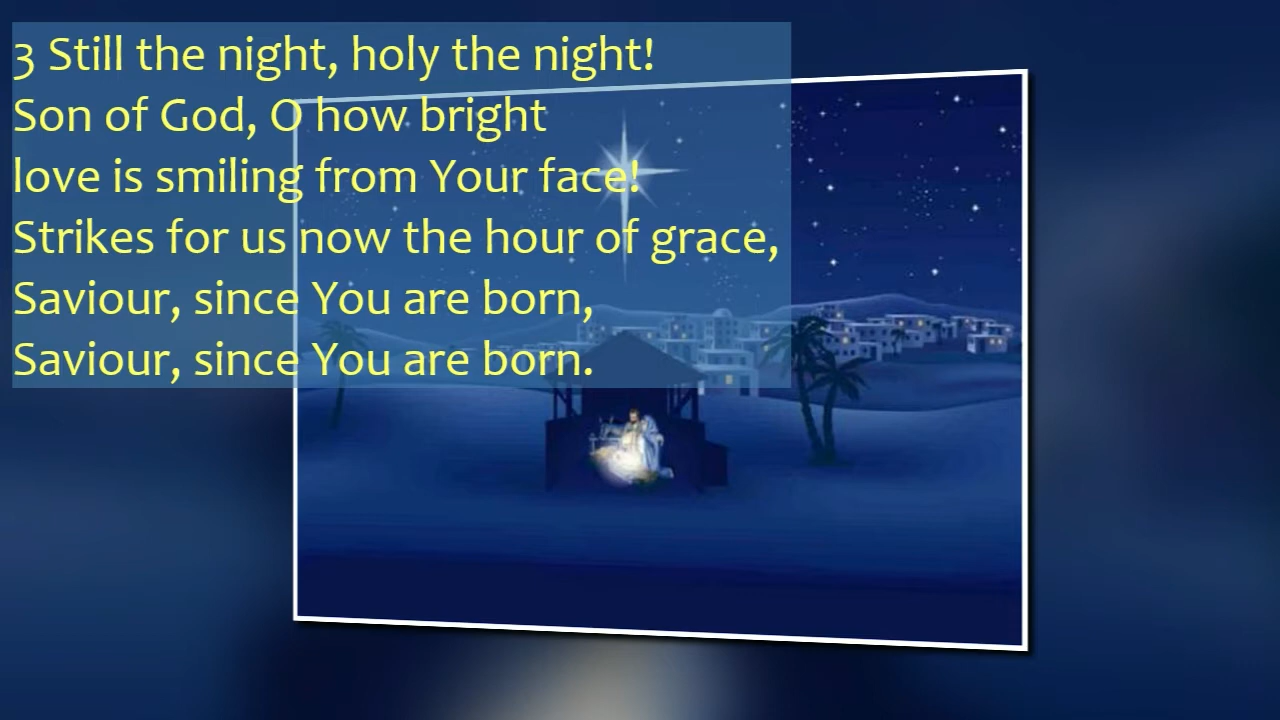 3 Still the night, holy the night!
Son of God, O how bright
love is smiling from Your face!
Strikes for us now the hour of grace,
Saviour, since You are born,
Saviour, since You are born.